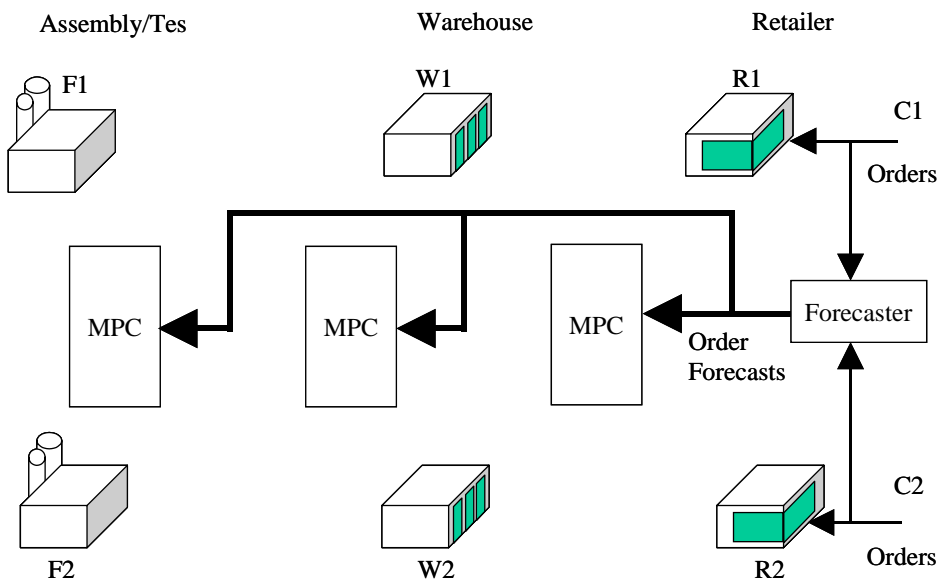 Assembly/Tes
Warehouse
Retailer
F1
W1
R1
C1
Orders
MPC
MPC
MPC
Forecaster
Order
Forecasts
C2
F2
W2
R2
Orders